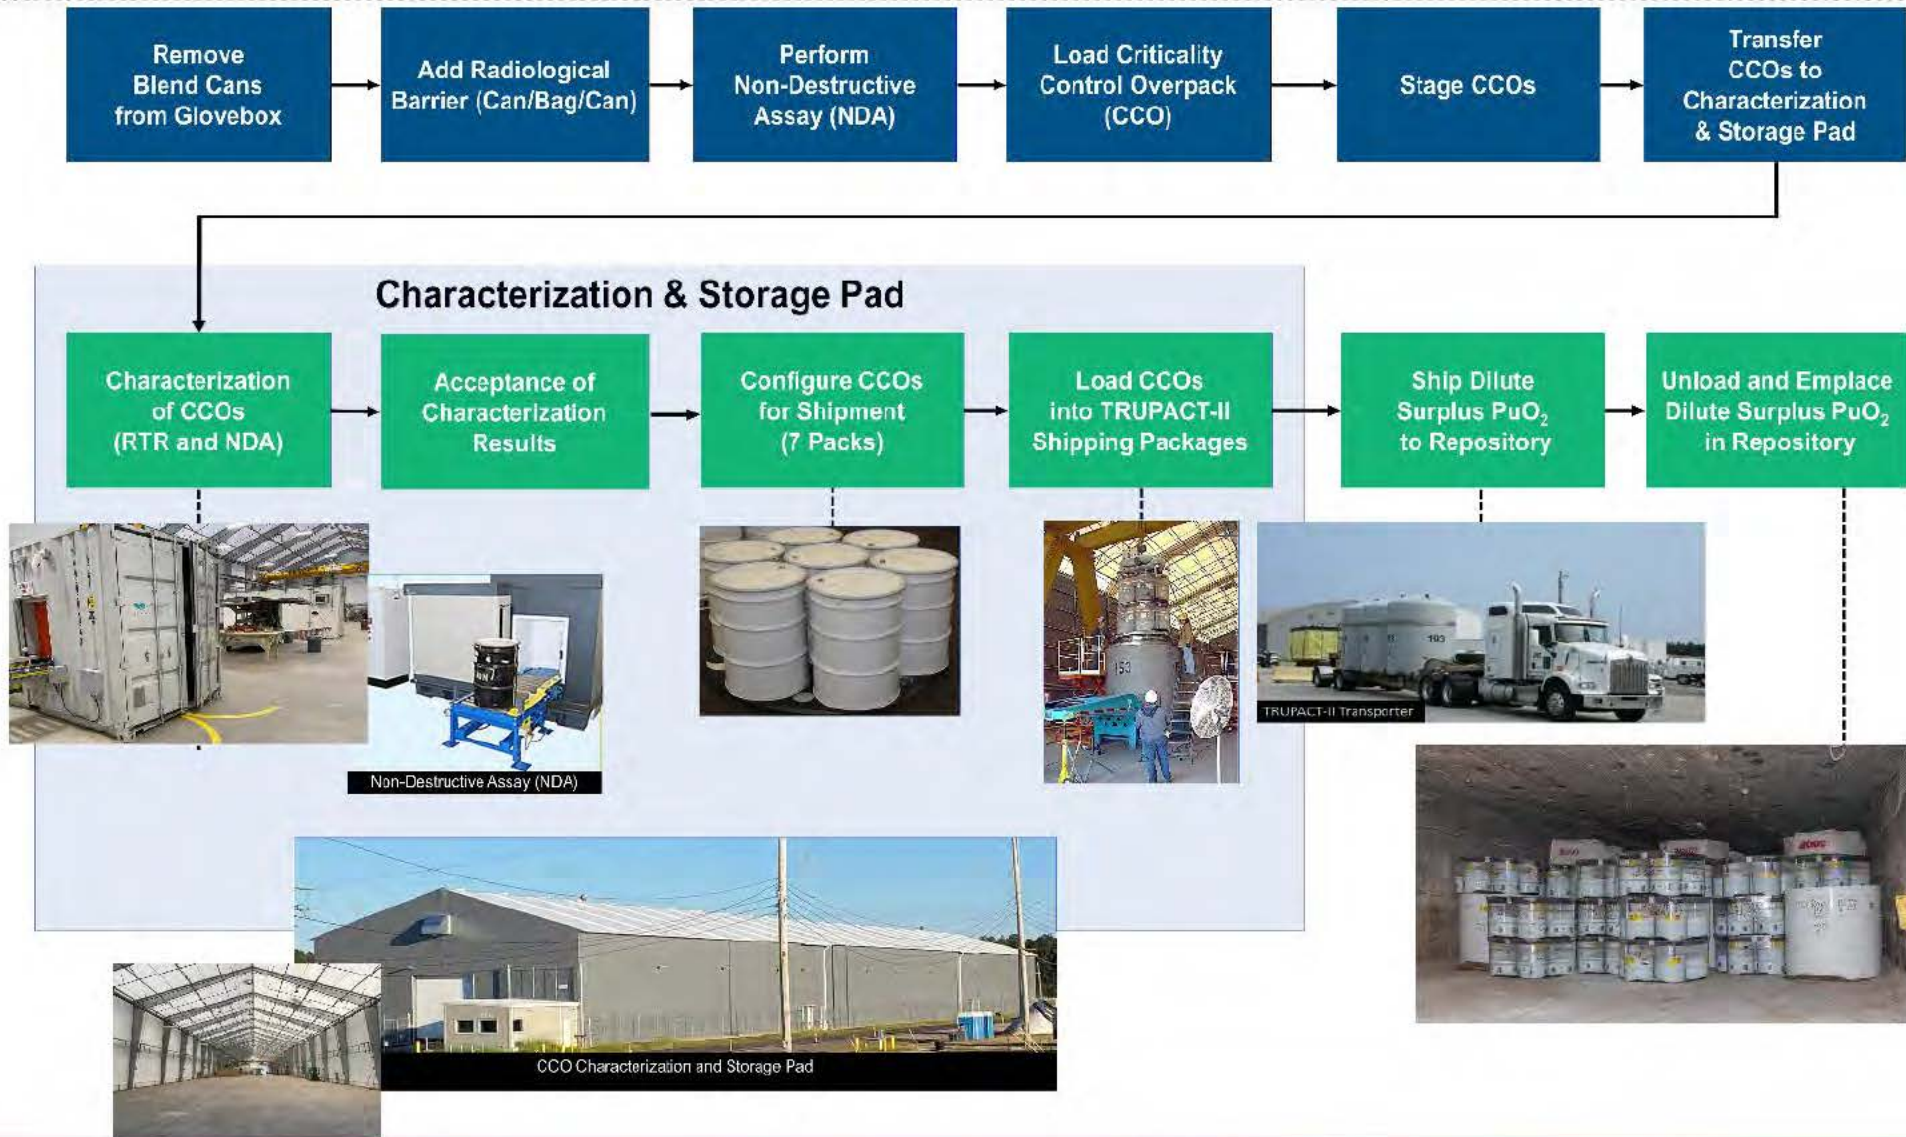 Remove
Blend Cans
from Glovebox
Add Radiological
Barrier (Can/Bag/Can)
Perform
Non-Destructive
Assay (NDA)
Load Criticality
Control Overpack
(CCO)
Stage CCOs
Transfer
CCOs to
Characterization
& Storage Pad
Characterization & Storage Pad
Characterization
of CCOs
(RTR and NDA)
Acceptance of
Characterization
Results
Configure CCOs
for Shipment
(7 Packs)
Load CCOs
into TRUPACT-II
Shipping Packages
Ship Dilute
Surplus PuO₂
to Repository
Unload and Emplace
Dilute Surplus PuO₂
in Repository
153
193
TRUPACT-II Transporter
Non-Destructive Assay (NDA)
CCO Characterization and Storage Pad